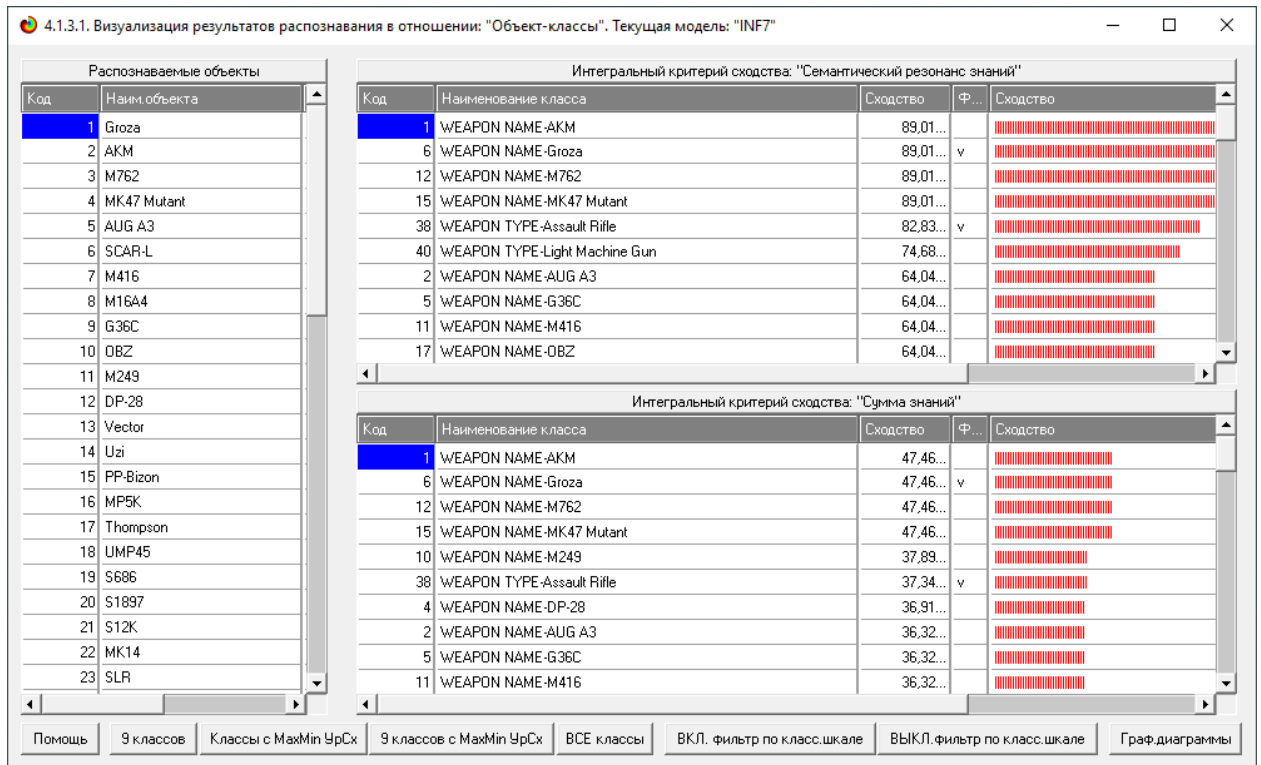 4.1.3.1. Визуализация результатов распознавания в отношении: "Объект-классы". Текущая модель: "INF7"
Распознаваемые объекты
Код Наим.объекта
1 Groza
2 AKM
3 M762
4 MK47 Mutant
5 AUG A3
6 SCAR-L
7 M416
8 M16A4
9 G36C
10 OBZ
11 M249
12 DP-28
13 Vector
14 Uzi
15 PP-Bizon
16 MP5K
17 Thompson
18 UMP45
19 S686
20 S1897
21 S12K
22 MK14
23 SLR
Интегральный критерий сходства: "Семантический резонанс знаний"
Код Наименование класса Сходство Ф... Сходство
1 WEAPON NAME-AKM 89,01...
6 WEAPON NAME-Groza 89,01... v
12 WEAPON NAME-M762 89,01...
15 WEAPON NAME-MK47 Mutant 89,01...
38 WEAPON TYPE-Assault Rifle 82,83... v
40 WEAPON TYPE-Light Machine Gun 74,68...
2 WEAPON NAME-AUG A3 64,04...
5 WEAPON NAME-G36C 64,04...
11 WEAPON NAME-M416 64,04...
17 WEAPON NAME-OBZ 64,04...
Интегральный критерий сходства: "Сумма знаний"
Код Наименование класса Сходство Ф... Сходство
1 WEAPON NAME-AKM 47,46...
6 WEAPON NAME-Groza 47,46... v
12 WEAPON NAME-M762 47,46...
15 WEAPON NAME-MK47 Mutant 47,46...
10 WEAPON NAME-M249 37,89...
38 WEAPON TYPE-Assault Rifle 37,34... v
4 WEAPON NAME-DP-28 36,91...
2 WEAPON NAME-AUG A3 36,32...
5 WEAPON NAME-G36C 36,32...
11 WEAPON NAME-M416 36,32...
Помощь 9 классов Классы с MaxMin УрСх 9 классов с MaxMin УрСх ВСЕ классы ВКЛ. фильтр по класс.шкале ВЫКЛ.фильтр по класс.шкале Граф.диаграммы